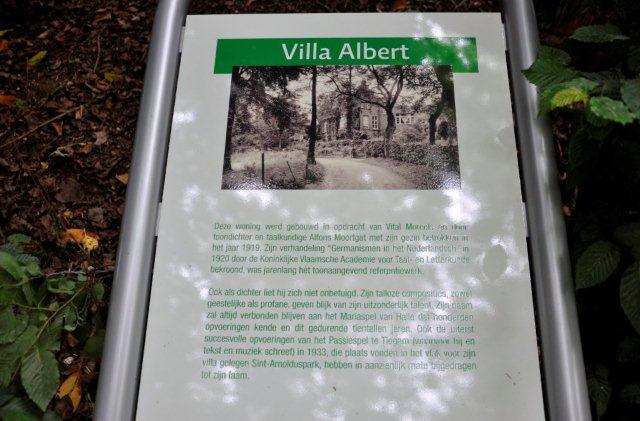 Villa Albert
Deze woning werd gebouwd in opdracht van Vital Moreels en door
toondichter en taalkundige Alfons Moortgat met zijn gezin betrokken in
het jaar 1919. Zijn verhandeling "Germanismen in het Nederlandsch" in
1920 door de Koninklijke Vlaamsche Academie voor Taal- en Letterkunde
bekroond, was jarenlang hét toonaangevend referentiewerk.
Ook als dichter liet hij zich niet onbetuigd. Zijn talloze composities, zowel
geestelijke als profane, geven blijk van zijn uitzonderlijk talent. Zijn naam
zal altijd verbonden blijven aan het Mariaspel van Halle dat honderden
opvoeringen kende en dit gedurende tientallen jaren. Ook de uiterst
succesvolle opvoeringen van het Passiespel te Tiegem (waarvoor hij en
tekst en muziek schreef) in 1933, die plaats vonden in het vlak voor zijn
villa gelegen Sint-Arnolduspark, hebben in aanzienlijk mate bijgedragen
tot zijn faam.